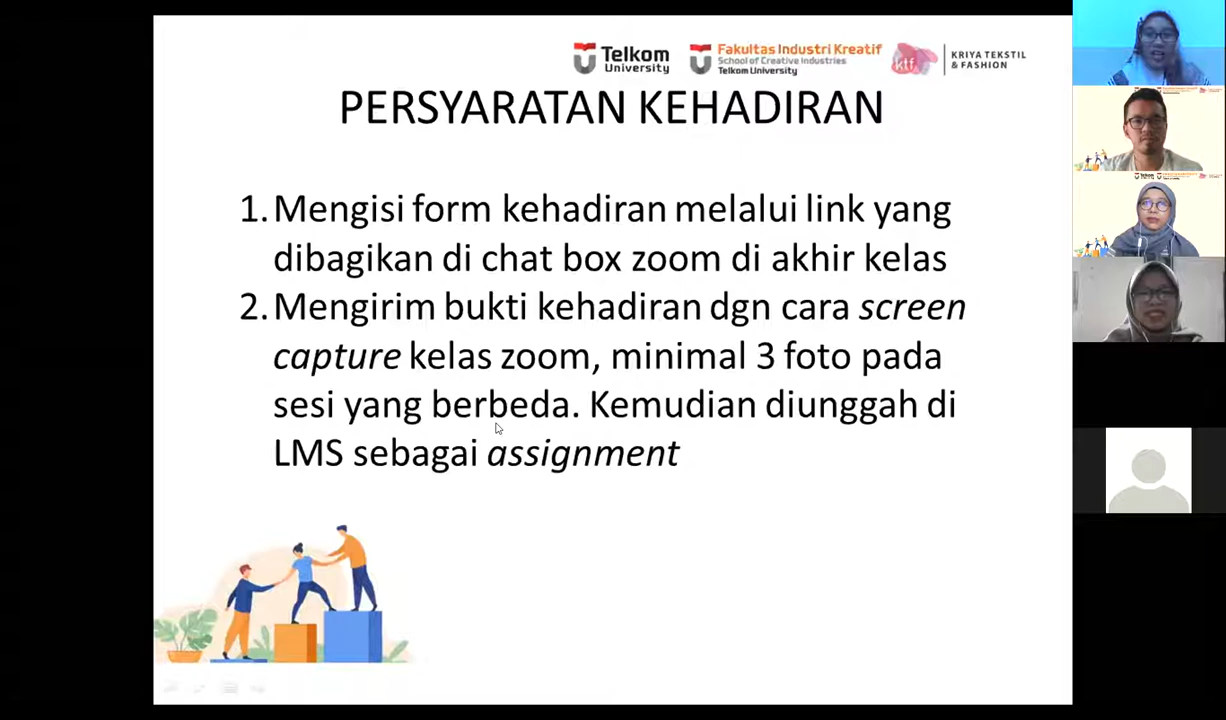 Telkom
University
Fakultas Industri Kreatif
School of Creative Industries
Telkom University
ktf
KRIYA TEKSTIL
& FASHION
PERSYARATAN KEHADIRAN
1. Mengisi form kehadiran melalui link yang
dibagikan di chat box zoom di akhir kelas
2. Mengirim bukti kehadiran dgn cara screen
capture kelas zoom, minimal 3 foto pada
sesi yang berbeda. Kemudian diunggah di
LMS sebagai assignment